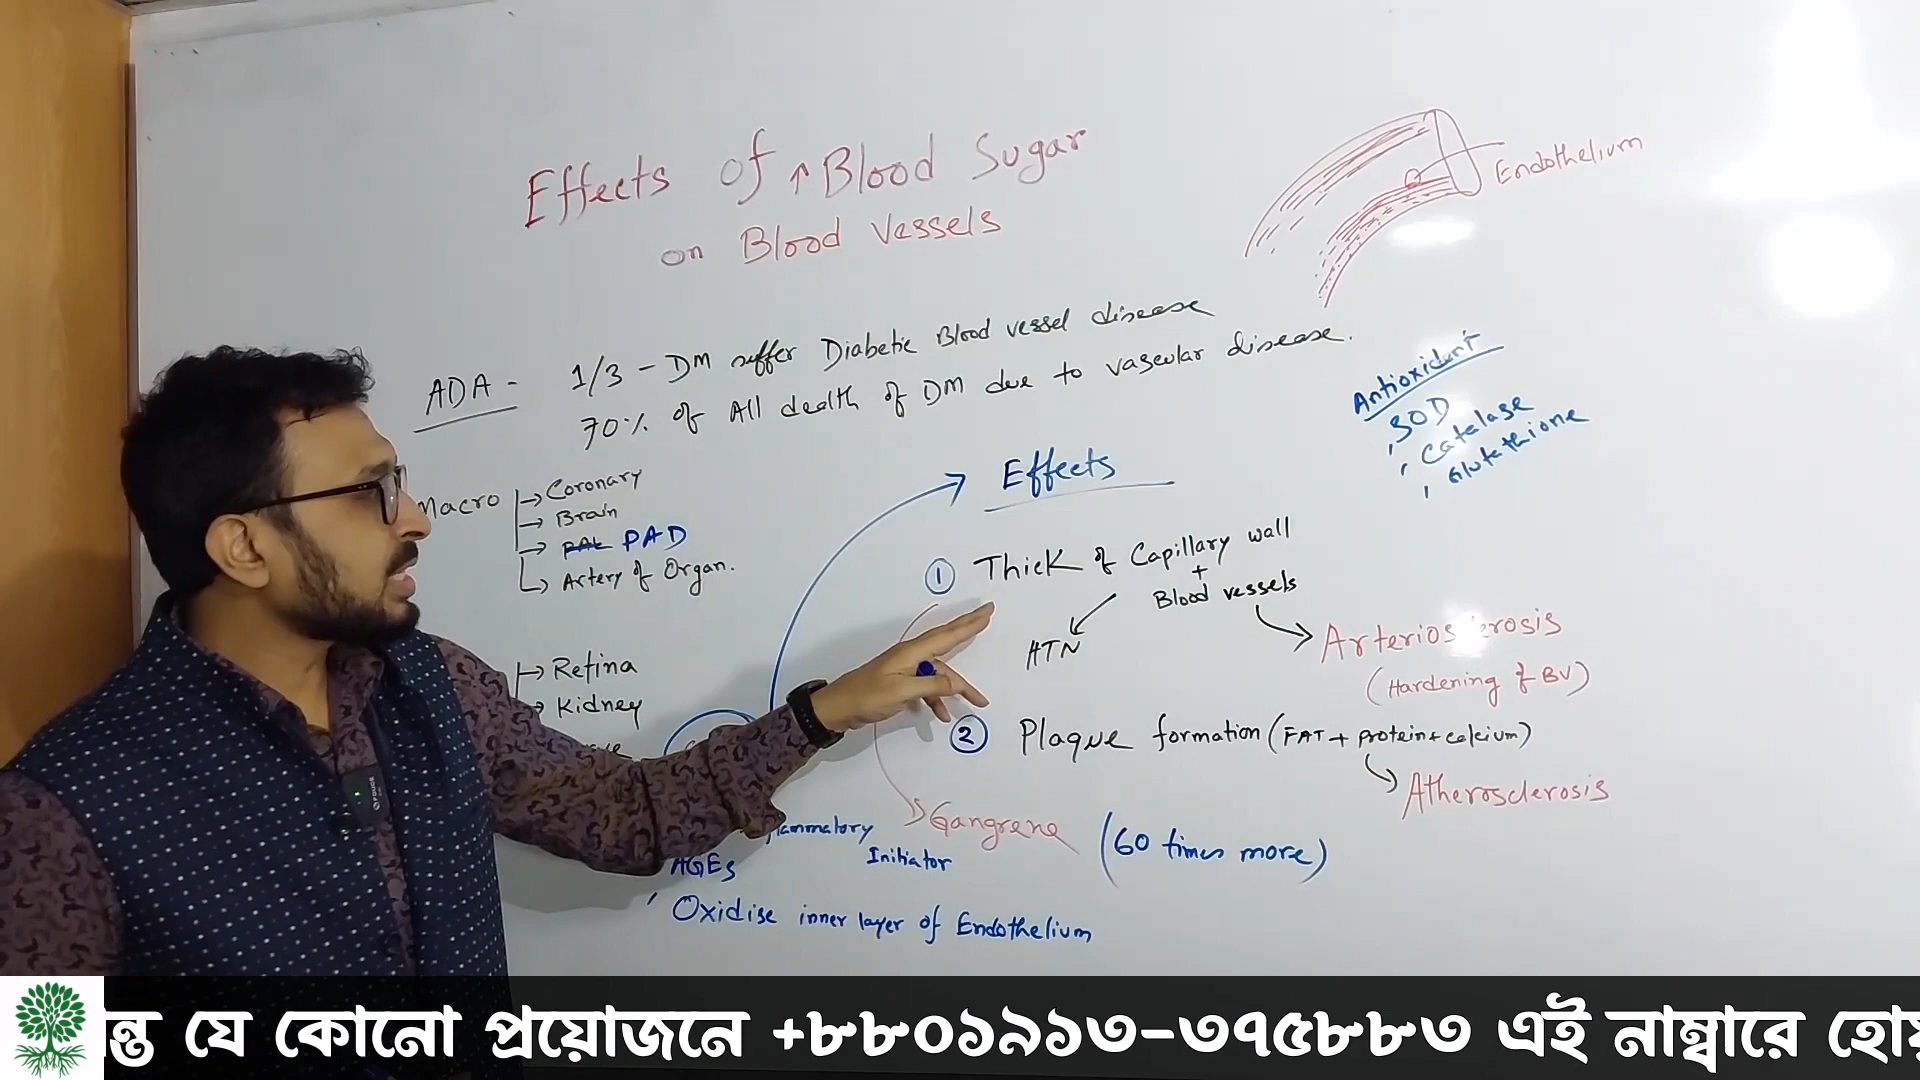 Effects of ↑ Blood Sugar
on Blood Vessels
Endothelium
ADA - 1/3 - DM suffer Diabetic Blood vessel disease
70% of All death of DM due to vascular disease.
Antioxident
SOD
Catalase
Glutathione
Macro → Coronary
→ Brain
→ PAD
→ Artery of Organ.
→ Retina
→ Kidney
Effects
① Thick of Capillary wall
+
Blood vessels
HTN
Arteriosclerosis
(Hardening of BV)
② Plaque formation (FAT + protein + calcium)
Atherosclerosis
Gangrene (60 times more)
Initiator
AGEs
Oxidise inner layer of Endothelium
যে কোনো প্রয়োজনে +৮৮০১৯১৩-৩৭৫৮৮৩ এই নাম্বারে